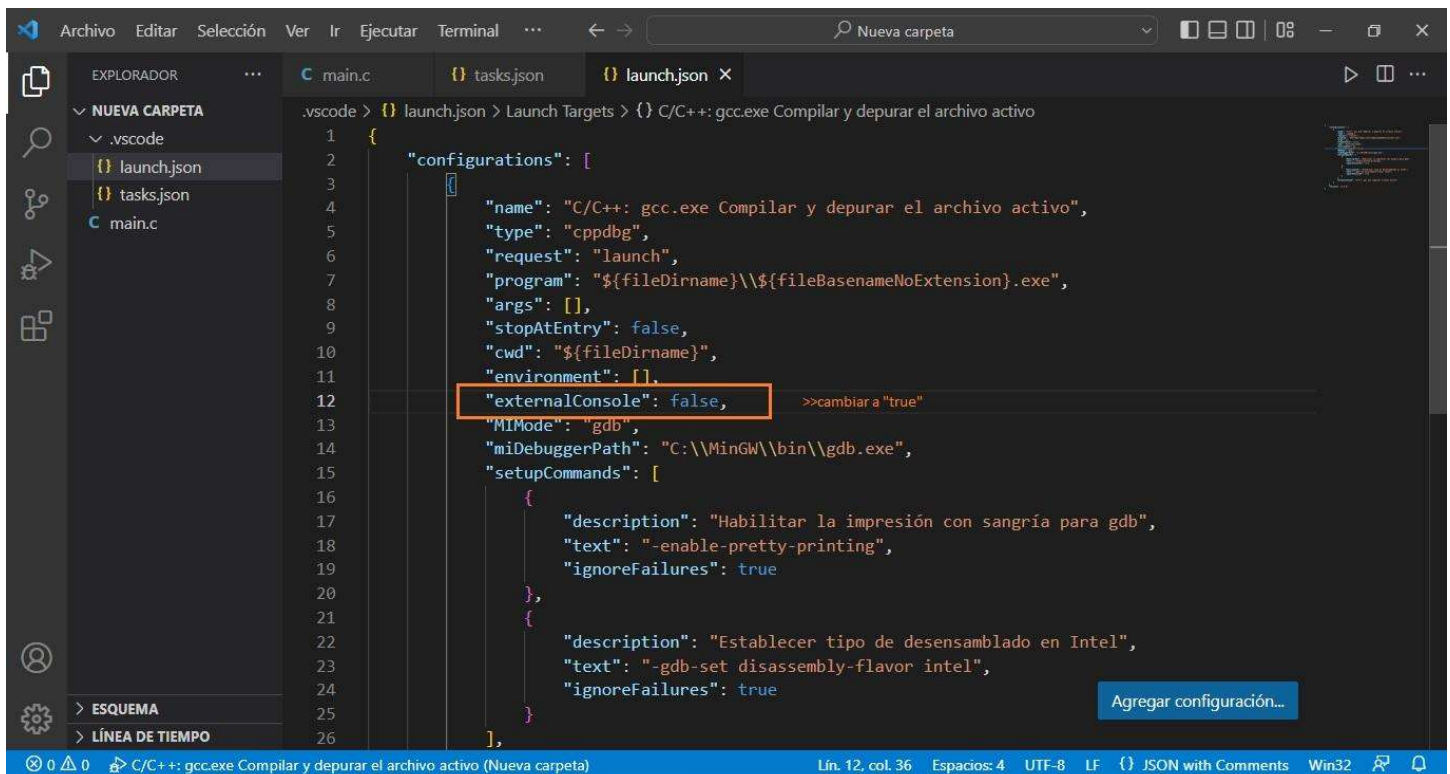 Archivo Editar Selección Ver Ir Ejecutar Terminal ··· ← → Nueva carpeta
EXPLORADOR ···
NUEVA CARPETA
.vscode
{} launch.json
{} tasks.json
C main.c
ESQUEMA
LÍNEA DE TIEMPO
C main.c {} tasks.json {} launch.json ×
.vscode > {} launch.json > Launch Targets > {} C/C++: gcc.exe Compilar y depurar el archivo activo
1 {
2 "configurations": [
3 {
4 "name": "C/C++: gcc.exe Compilar y depurar el archivo activo",
5 "type": "cppdbg",
6 "request": "launch",
7 "program": "${fileDirname}\\${fileBasenameNoExtension}.exe",
8 "args": [],
9 "stopAtEntry": false,
10 "cwd": "${fileDirname}",
11 "environment": [],
12 "externalConsole": false, >>cambiar a "true"
13 "MIMode": "gdb",
14 "miDebuggerPath": "C:\\MinGW\\bin\\gdb.exe",
15 "setupCommands": [
16 {
17 "description": "Habilitar la impresión con sangría para gdb",
18 "text": "-enable-pretty-printing",
19 "ignoreFailures": true
20 },
21 {
22 "description": "Establecer tipo de desensamblado en Intel",
23 "text": "-gdb-set disassembly-flavor intel",
24 "ignoreFailures": true
25 }
26 ],
Agregar configuración...
0 0 C/C++: gcc.exe Compilar y depurar el archivo activo (Nueva carpeta) Lín. 12, col. 36 Espacios: 4 UTF-8 LF {} JSON with Comments Win32